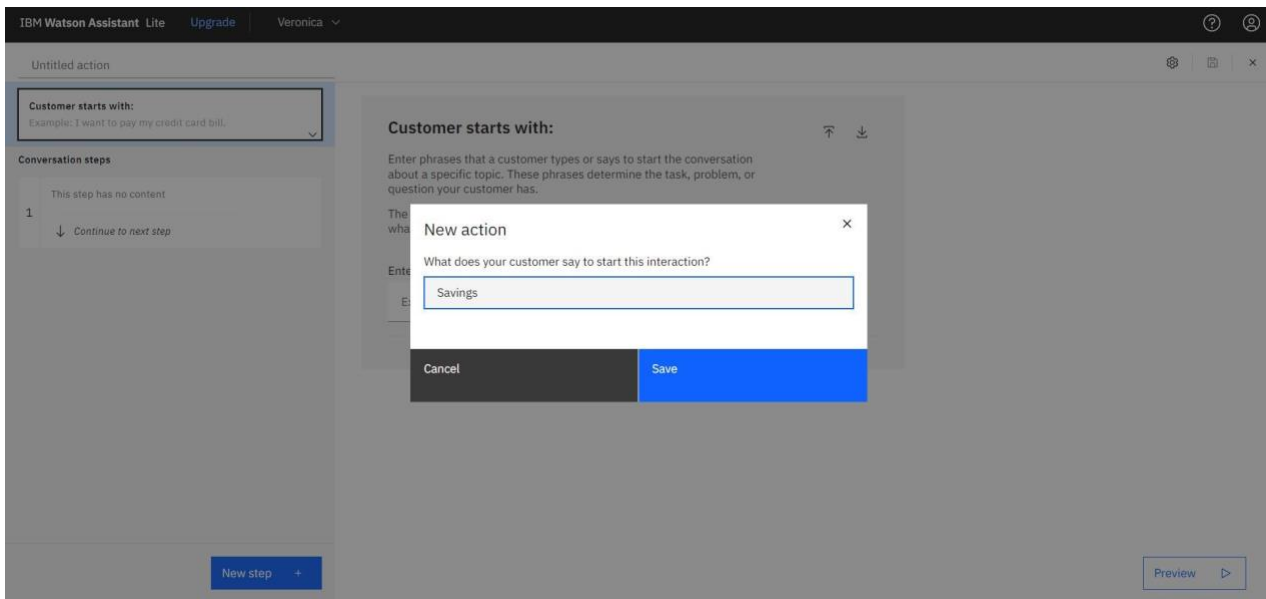 IBM Watson Assistant Lite Upgrade Veronica
Untitled action
Customer starts with:
Example: I want to pay my credit card bill.
Conversation steps
1
This step has no content
Continue to next step
New step +
Customer starts with:
Enter phrases that a customer types or says to start the conversation
about a specific topic. These phrases determine the task, problem, or
question your customer has.
The
New action
What does your customer say to start this interaction?
Savings
Cancel
Save
Preview